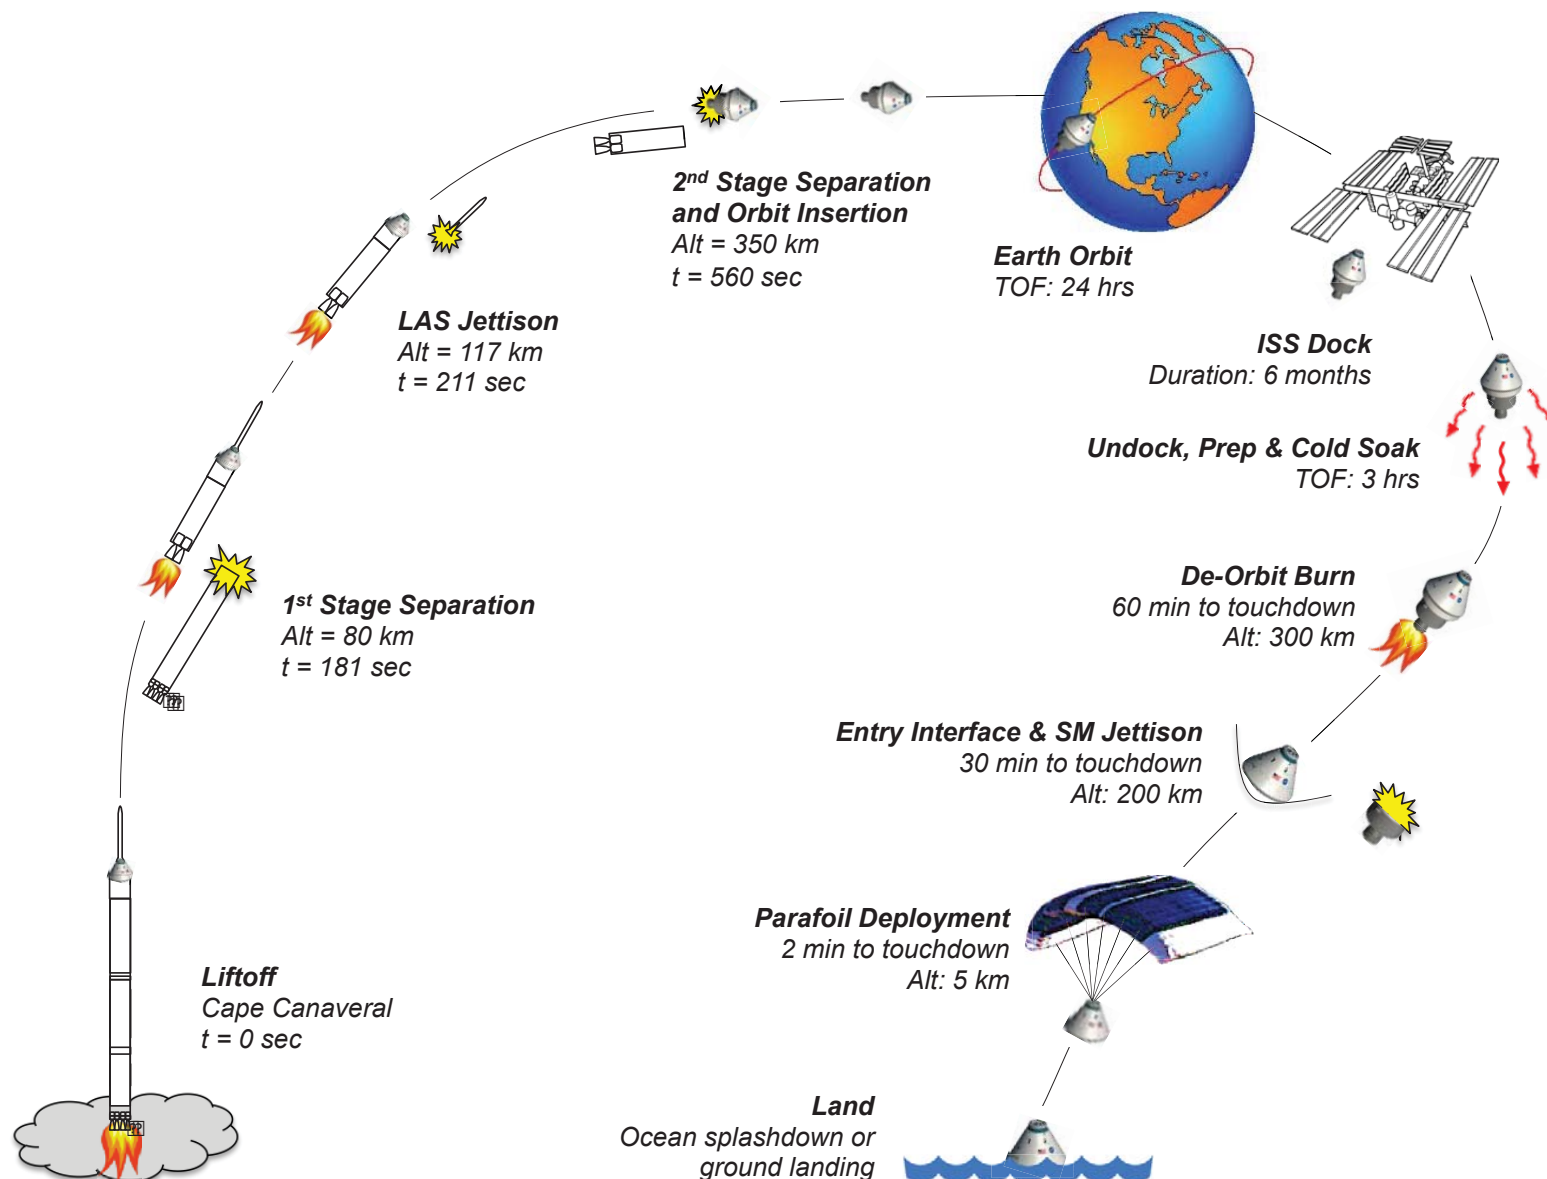 2nd Stage Separation
and Orbit Insertion
Alt = 350 km
t = 560 sec
Earth Orbit
TOF: 24 hrs
LAS Jettison
Alt = 117 km
t = 211 sec
ISS Dock
Duration: 6 months
Undock, Prep & Cold Soak
TOF: 3 hrs
1st Stage Separation
Alt = 80 km
t = 181 sec
De-Orbit Burn
60 min to touchdown
Alt: 300 km
Entry Interface & SM Jettison
30 min to touchdown
Alt: 200 km
Parafoil Deployment
2 min to touchdown
Alt: 5 km
Liftoff
Cape Canaveral
t = 0 sec
Land
Ocean splashdown or
ground landing